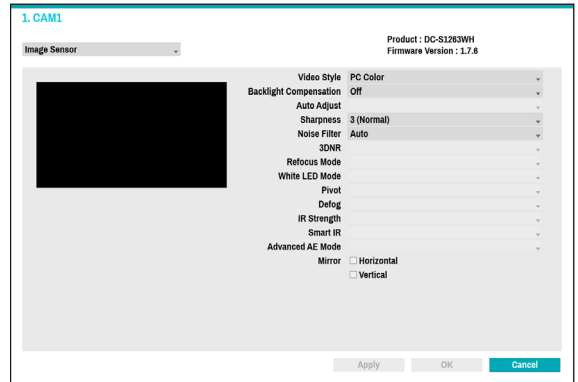 1. CAM1
Product : DC-S1263WH
Image Sensor
Firmware Version : 1.7.6
Video Style PC Color
Backlight Compensation Off
Auto Adjust
Sharpness 3 (Normal)
Noise Filter Auto
3DNR
Refocus Mode
White LED Mode
Pivot
Defog
IR Strength
Smart IR
Advanced AE Mode
Mirror Horizontal
Vertical
Apply OK Cancel